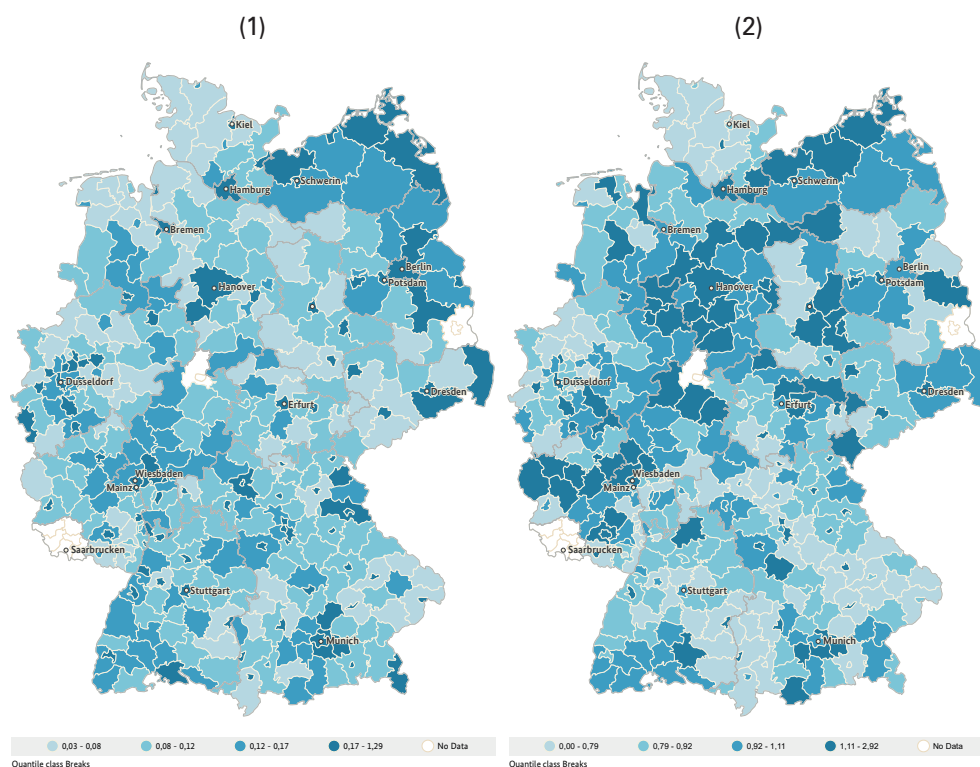 (1)
Kiel
Hamburg
Schwerin
Bremen
Berlin
Potsdam
Hanover
Dusseldorf
Erfurt
Dresden
Wiesbaden
Mainz
Saarbrucken
Stuttgart
Munich
0,03 - 0,08
0,08 - 0,12
0,12 - 0,17
0,17 - 1,29
No Data
Quantile class Breaks
(2)
Kiel
Hamburg
Schwerin
Bremen
Berlin
Potsdam
Hanover
Dusseldorf
Erfurt
Dresden
Wiesbaden
Mainz
Saarbrucken
Stuttgart
Munich
0,00 - 0,79
0,79 - 0,92
0,92 - 1,11
1,11 - 2,92
No Data
Quantile class Breaks